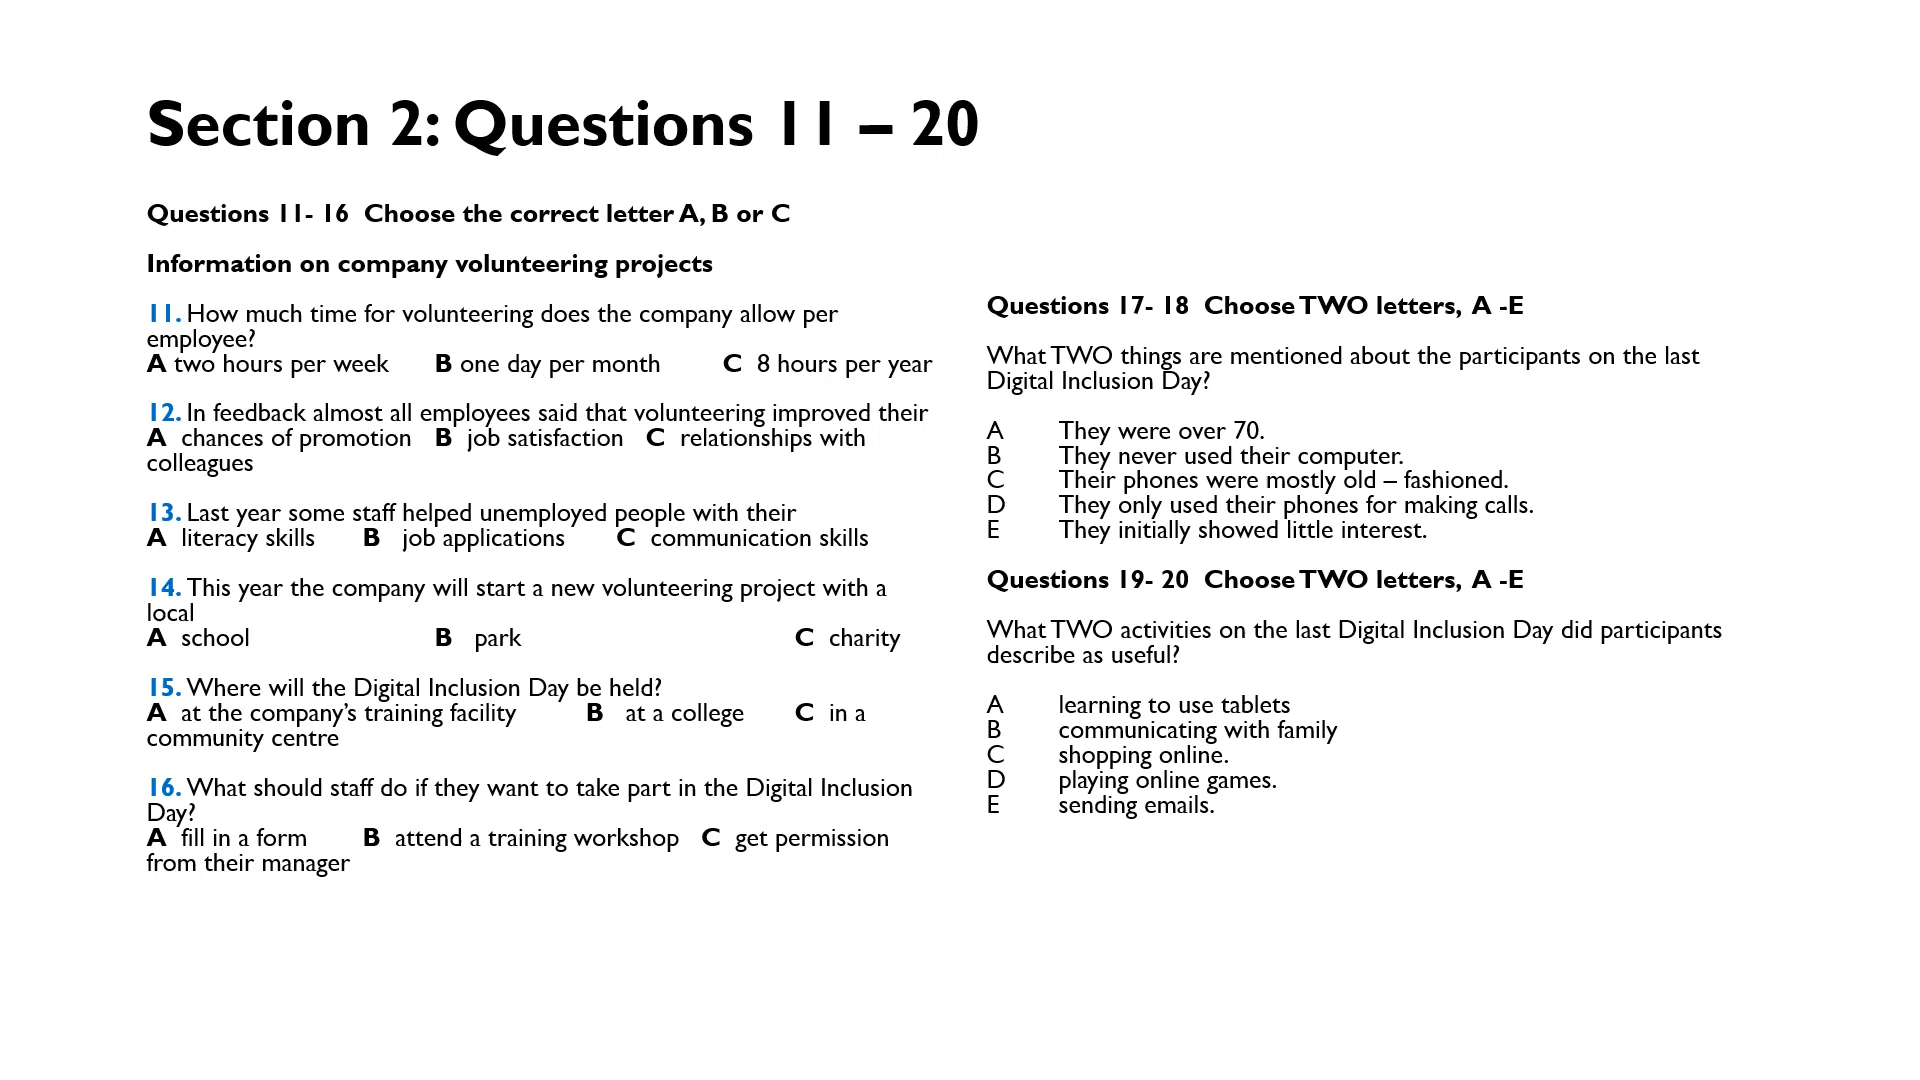 Section 2: Questions 11 – 20
Questions 11- 16 Choose the correct letter A, B or C
Information on company volunteering projects
11. How much time for volunteering does the company allow per
employee?
A two hours per week B one day per month C 8 hours per year
12. In feedback almost all employees said that volunteering improved their
A chances of promotion B job satisfaction C relationships with
colleagues
13. Last year some staff helped unemployed people with their
A literacy skills B job applications C communication skills
14. This year the company will start a new volunteering project with a
local
A school B park C charity
15. Where will the Digital Inclusion Day be held?
A at the company’s training facility B at a college C in a
community centre
16. What should staff do if they want to take part in the Digital Inclusion
Day?
A fill in a form B attend a training workshop C get permission
from their manager
Questions 17- 18 Choose TWO letters, A -E
What TWO things are mentioned about the participants on the last
Digital Inclusion Day?
A They were over 70.
B They never used their computer.
C Their phones were mostly old – fashioned.
D They only used their phones for making calls.
E They initially showed little interest.
Questions 19- 20 Choose TWO letters, A -E
What TWO activities on the last Digital Inclusion Day did participants
describe as useful?
A learning to use tablets
B communicating with family
C shopping online.
D playing online games.
E sending emails.